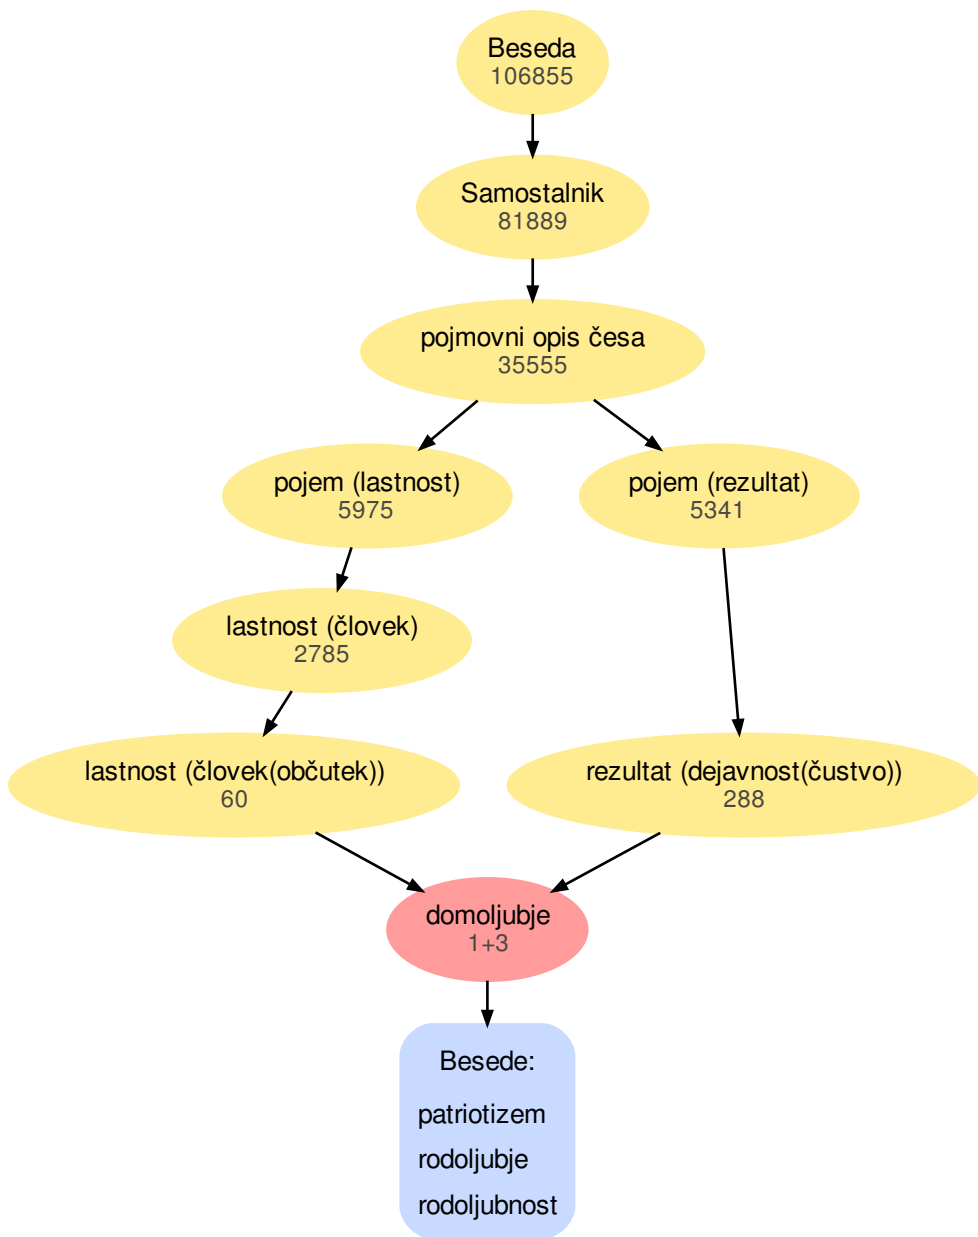 Beseda
106855
Samostalnik
81889
pojmovni opis česa
35555
pojem (lastnost)
5975
pojem (rezultat)
5341
lastnost (človek)
2785
lastnost (človek(občutek))
60
rezultat (dejavnost(čustvo))
288
domoljubje
1+3
Besede:
patriotizem
rodoljubje
rodoljubnost